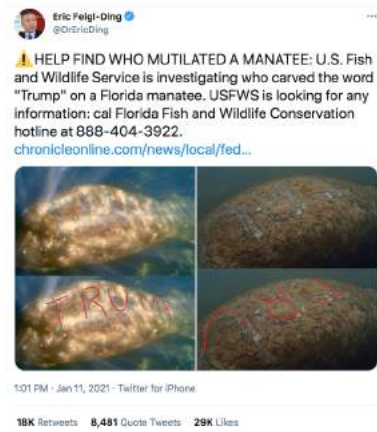 Eric Feigl-Ding
@DrEricDing
⚠️HELP FIND WHO MUTILATED A MANATEE: U.S. Fish
and Wildlife Service is investigating who carved the word
"Trump" on a Florida manatee. USFWS is looking for any
information: cal Florida Fish and Wildlife Conservation
hotline at 888-404-3922.
chronicleonline.com/news/local/fed...
TRUMP
1:01 PM · Jan 11, 2021 · Twitter for iPhone
18K Retweets 8,481 Quote Tweets 29K Likes